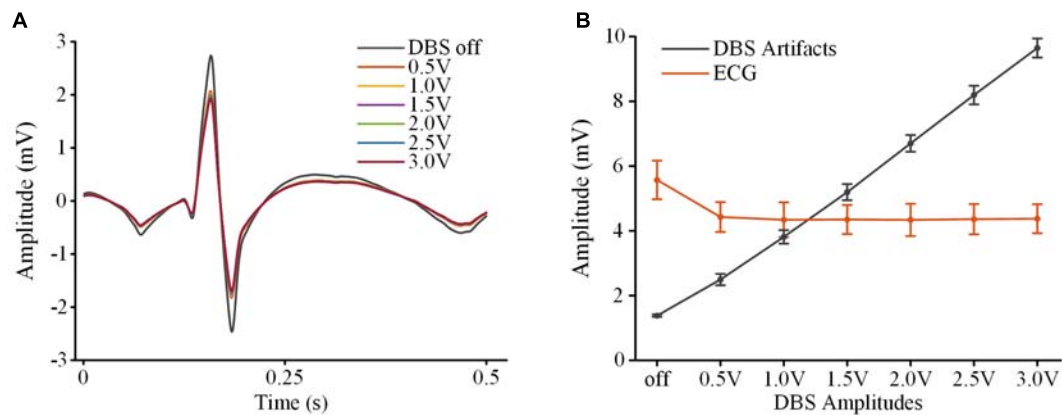 A
Amplitude (mV)
3
2
1
0
-1
-2
-3
DBS off
0.5V
1.0V
1.5V
2.0V
2.5V
3.0V
0
0.25
0.5
Time (s)
B
Amplitude (mV)
10
8
6
4
2
0
DBS Artifacts
ECG
off
0.5V
1.0V
1.5V
2.0V
2.5V
3.0V
DBS Amplitudes